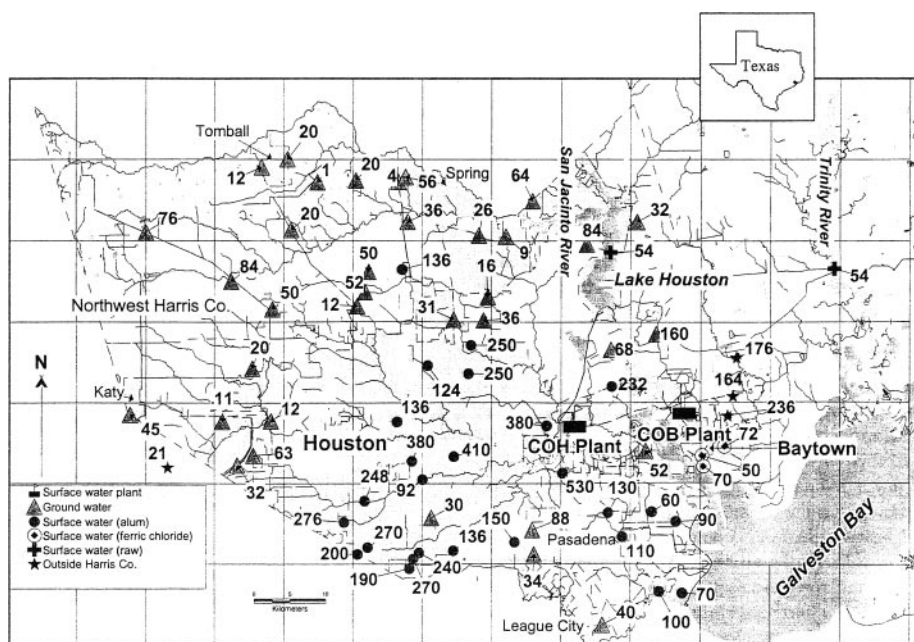 Texas
Tomball
20
12
1
20
4
56
Spring
64
San Jacinto River
Trinity River
76
20
36
26
9
84
32
54
54
Lake Houston
84
50
136
16
52
Northwest Harris Co.
50
12
31
36
250
160
68
176
N
20
124
250
232
164
Katy
45
11
12
136
380
236
Houston
COH Plant
COB Plant
72
Baytown
21
63
380
410
52
50
32
248
92
530
130
70
276
30
150
88
60
90
Pasadena
110
270
136
200
240
190
270
34
Galveston Bay
70
100
40
League City
Surface water plant
Ground water
Surface water (alum)
Surface water (ferric chloride)
Surface water (raw)
Outside Harris Co.
0 5 10
Kilometers